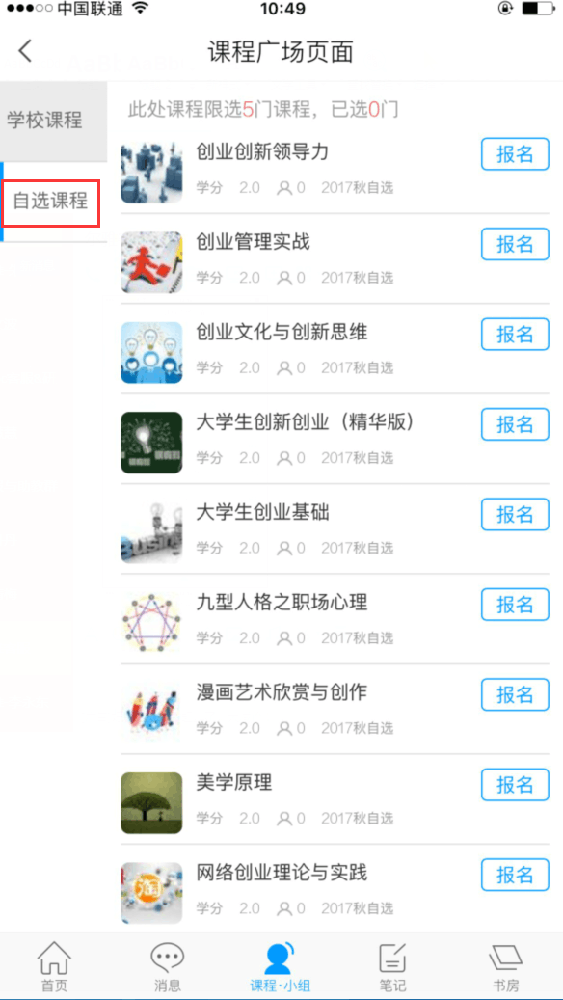 中国联通
10:49
课程广场页面
学校课程
自选课程
此处课程限选5门课程，已选0门
创业创新领导力
报名
学分 2.0 0 2017秋自选
创业管理实战
报名
学分 2.0 0 2017秋自选
创业文化与创新思维
报名
学分 2.0 0 2017秋自选
大学生创新创业（精华版）
报名
学分 2.0 0 2017秋自选
大学生创业基础
报名
学分 2.0 0 2017秋自选
九型人格之职场心理
报名
学分 2.0 0 2017秋自选
漫画艺术欣赏与创作
报名
学分 2.0 0 2017秋自选
美学原理
报名
学分 2.0 0 2017秋自选
网络创业理论与实践
报名
学分 2.0 0 2017秋自选
淘
首页
消息
课程·小组
笔记
书房